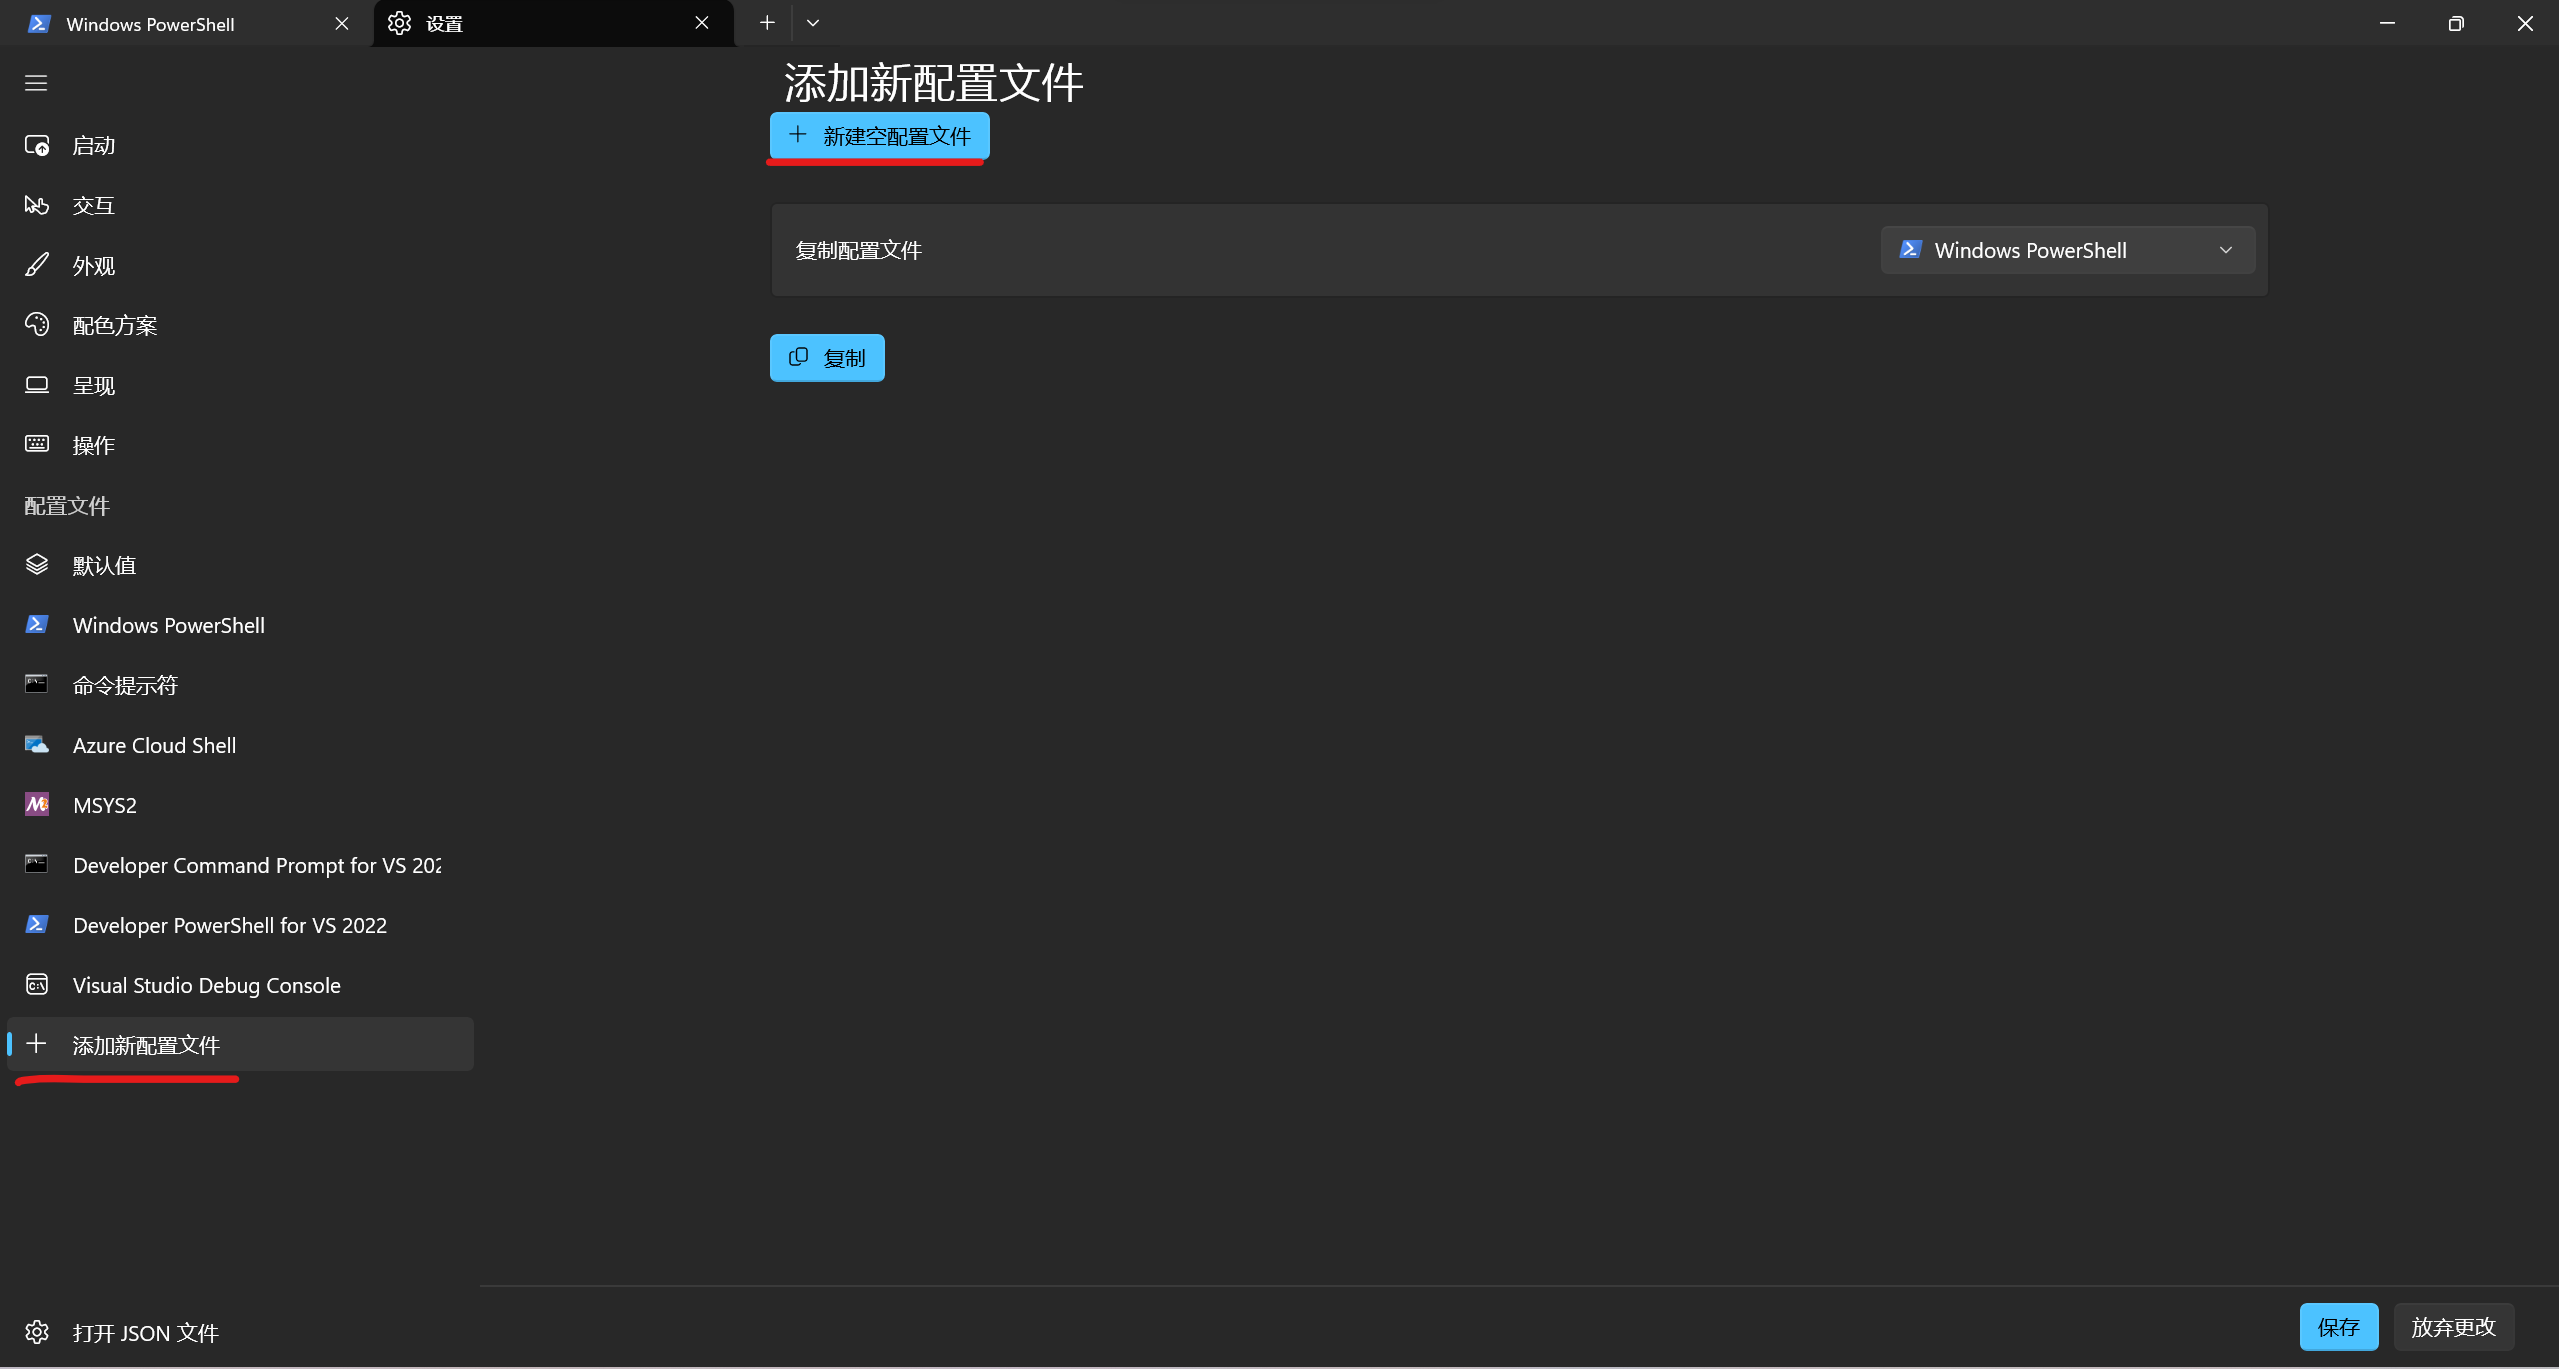 Windows PowerShell
设置
启动
交互
外观
配色方案
呈现
操作
配置文件
默认值
Windows PowerShell
命令提示符
Azure Cloud Shell
MSYS2
Developer Command Prompt for VS 202
Developer PowerShell for VS 2022
Visual Studio Debug Console
添加新配置文件
打开 JSON 文件
添加新配置文件
新建空配置文件
复制配置文件
Windows PowerShell
复制
保存
放弃更改